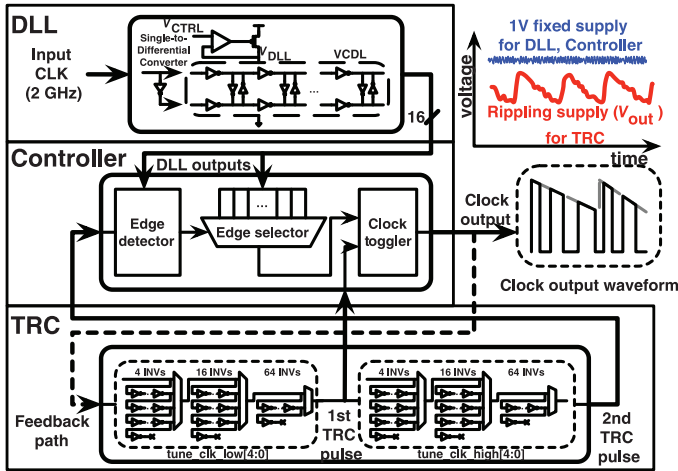 DLL
Input
CLK
(2 GHz)
VCTRL
Single-to-
Differential
Converter
VDLL
VCDL
...
...
16
1V fixed supply
for DLL, Controller
voltage
Rippling supply (Vout)
for TRC
time
Controller
DLL outputs
Edge
detector
...
Edge selector
Clock
toggler
Clock
output
Clock output waveform
TRC
Feedback
path
4 INVs
16 INVs
64 INVs
tune_clk_low[4:0]
1st
TRC
pulse
4 INVs
16 INVs
64 INVs
tune_clk_high[4:0]
2nd
TRC
pulse